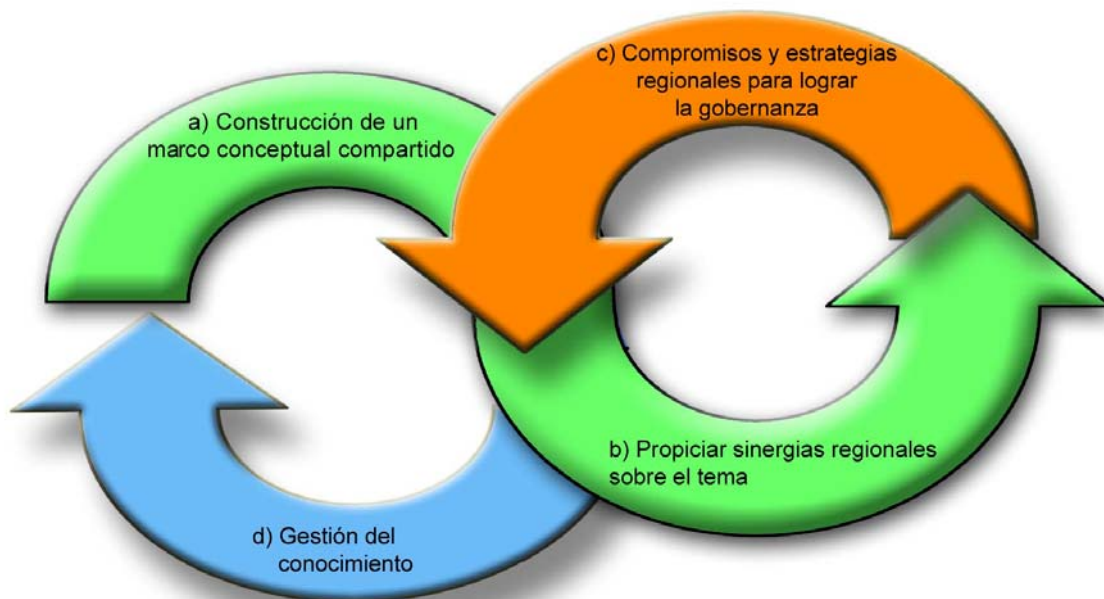 a) Construcción de un
marco conceptual compartido
c) Compromisos y estrategias
regionales para lograr
la gobernanza
b) Propiciar sinergias regionales
sobre el tema
d) Gestión del
conocimiento